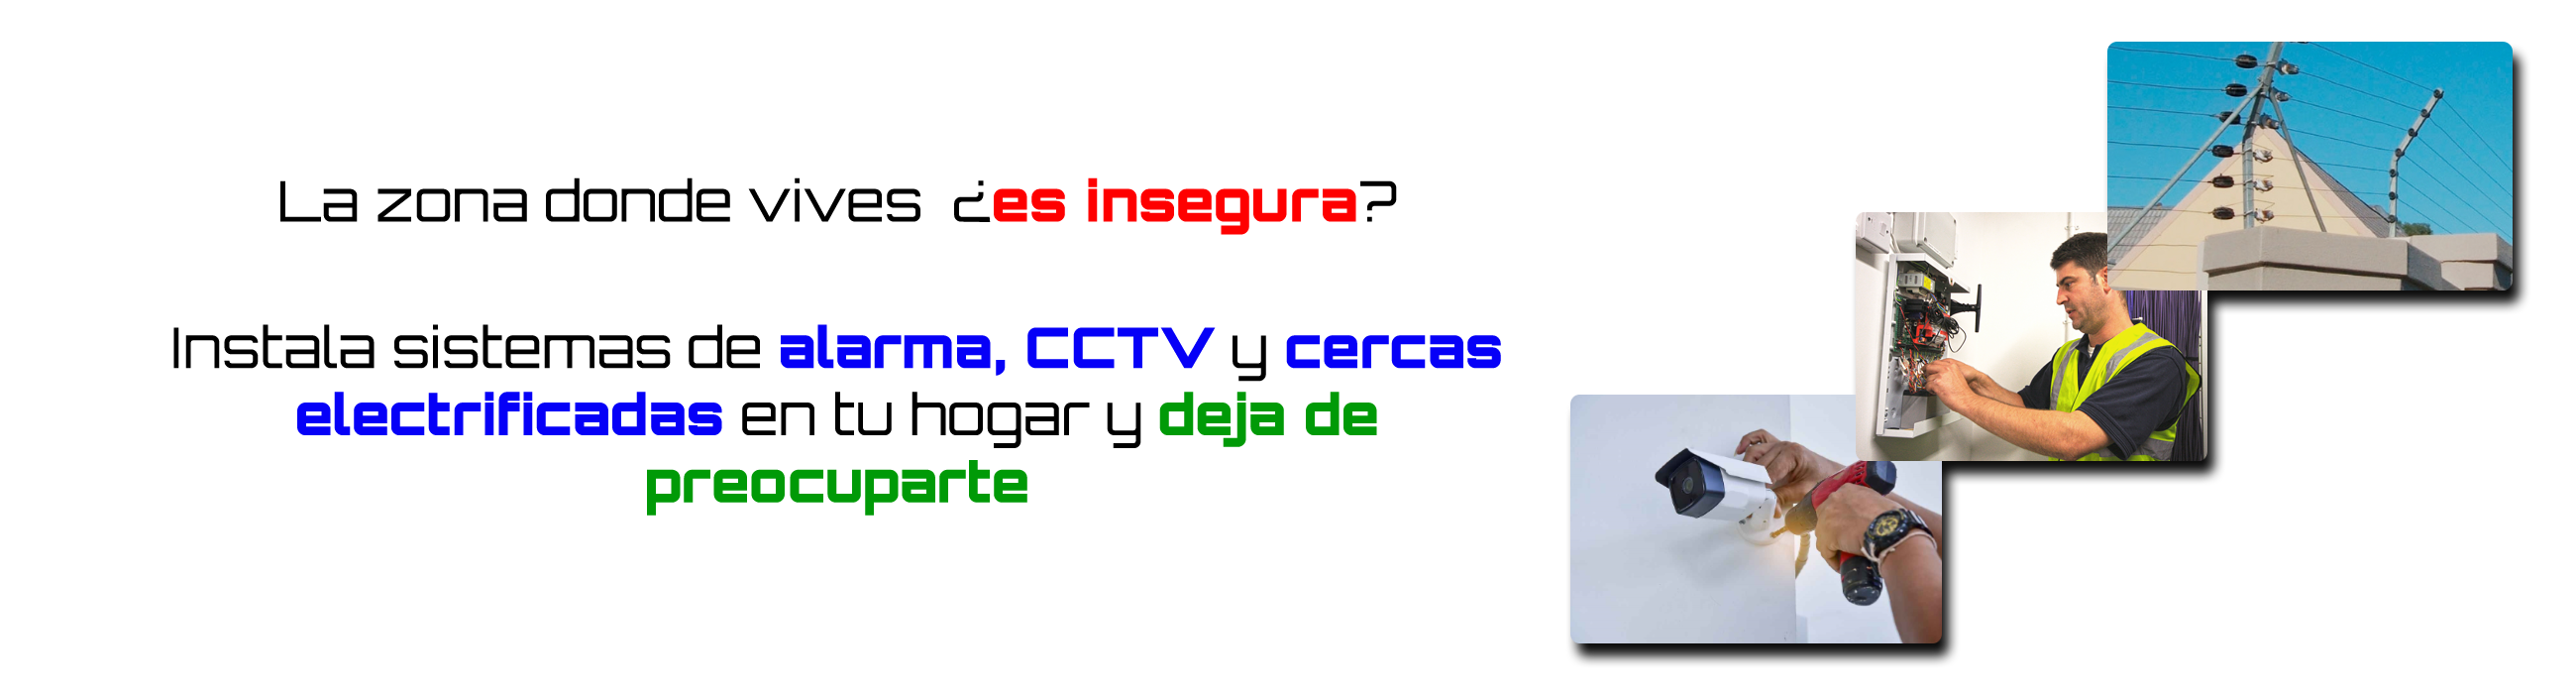 La zona donde vives ¿es insegura?
Instala sistemas de alarma, CCTV y cercas
electrificadas en tu hogar y deja de
preocuparte